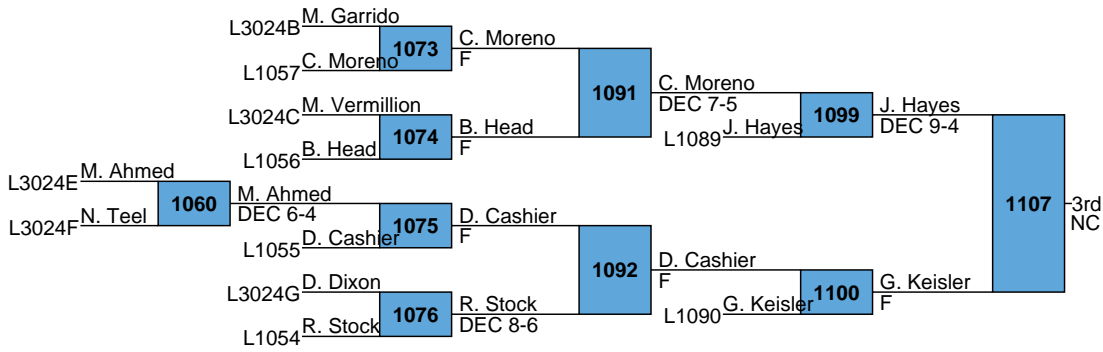 L3024B M. Garrido
1073
C. Moreno
F
L1057 C. Moreno
1091
C. Moreno
DEC 7-5
L3024C M. Vermillion
1074
B. Head
F
L1056 B. Head
1099
J. Hayes
DEC 9-4
L1089 J. Hayes
L3024E M. Ahmed
1060
M. Ahmed
DEC 6-4
L3024F N. Teel
1075
D. Cashier
F
L1055 D. Cashier
1092
D. Cashier
F
L3024G D. Dixon
1076
R. Stock
DEC 8-6
L1054 R. Stock
1100
G. Keisler
F
L1090 G. Keisler
1107
3rd
NC